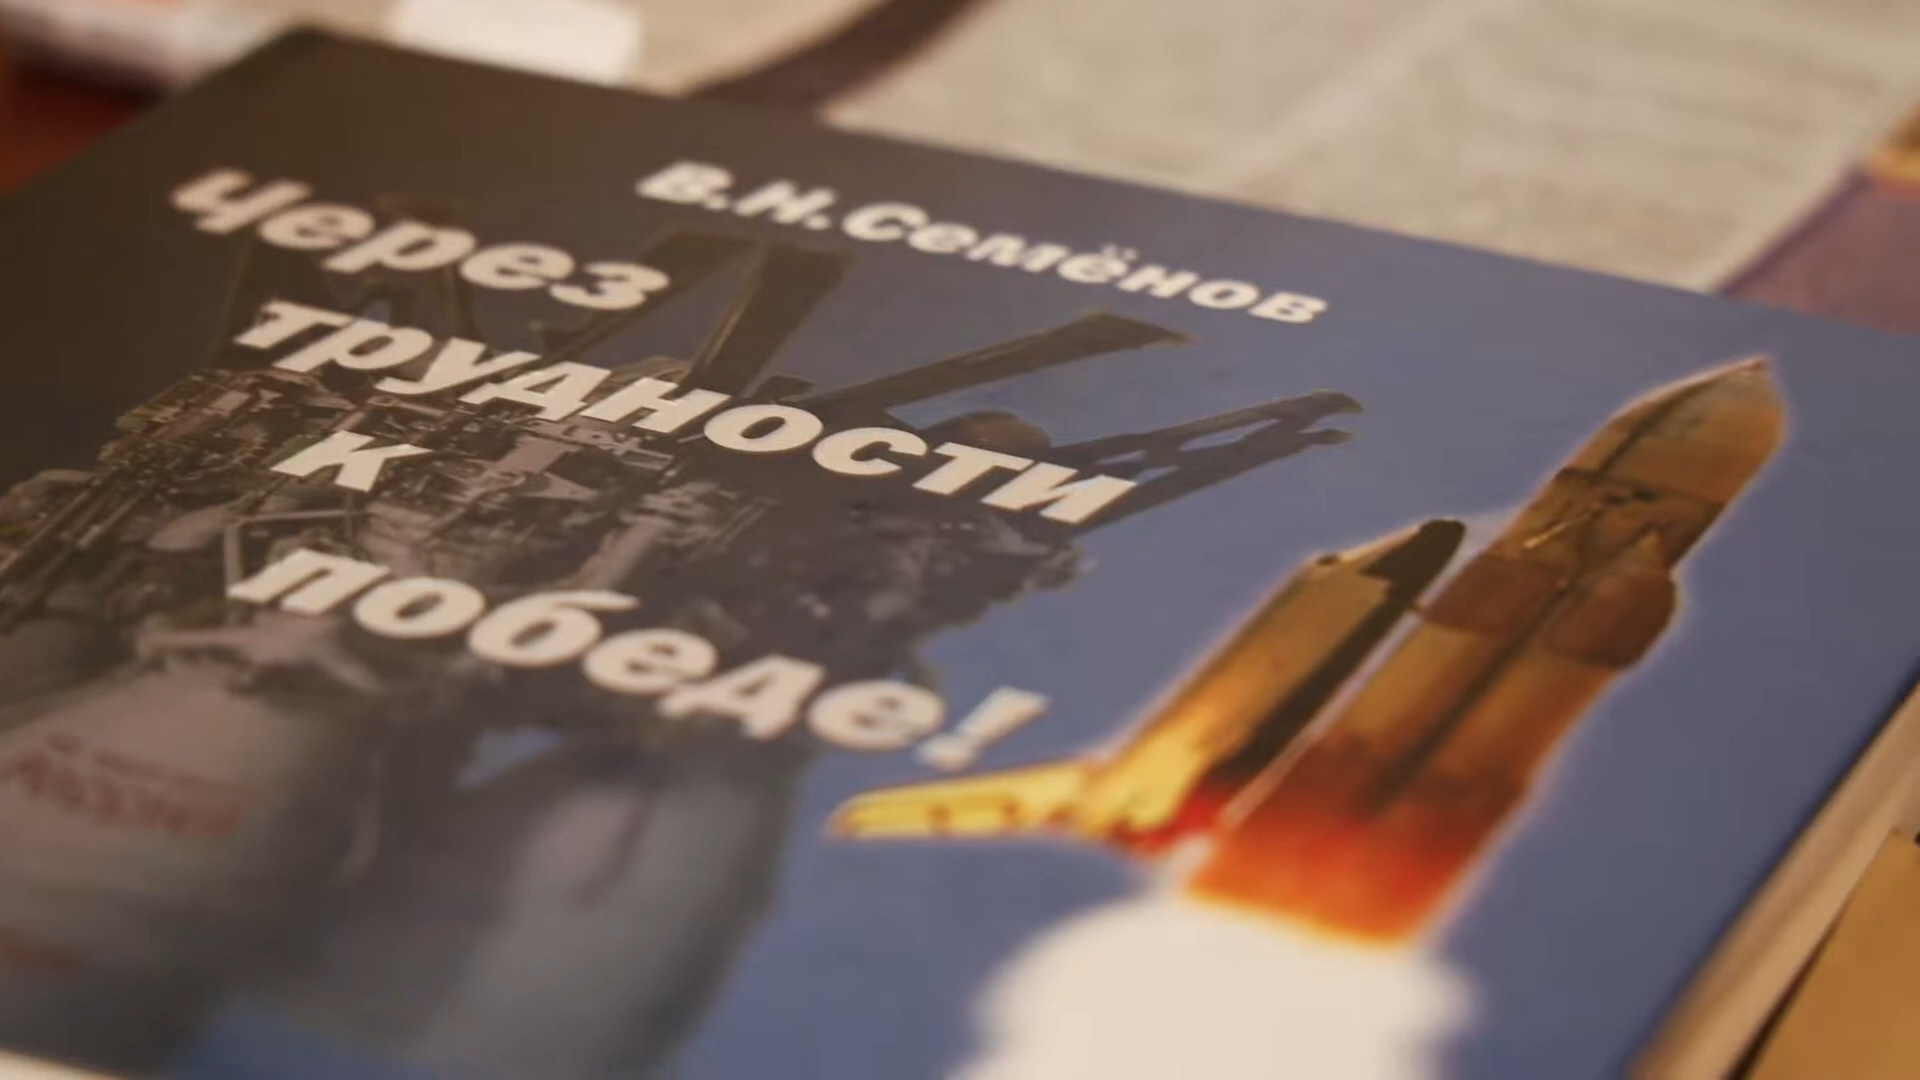 В.Н.Семёнов
Через
трудности
к
победе!